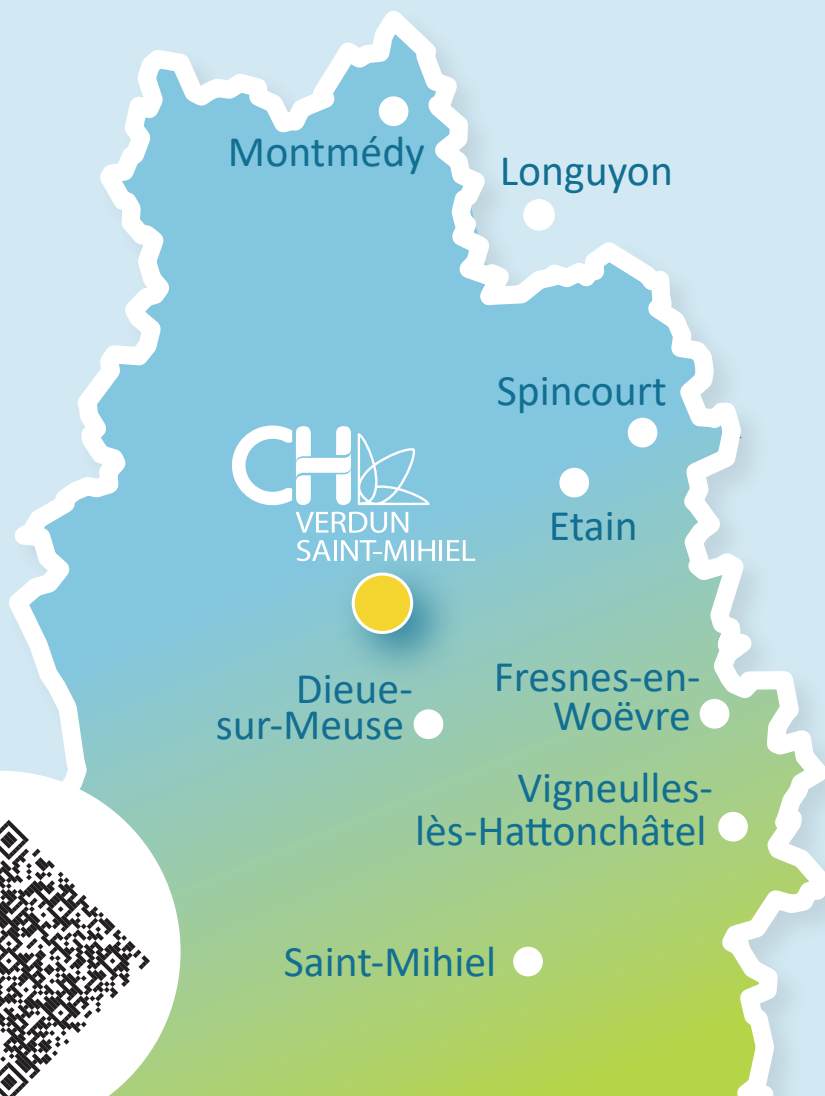 Montmédy
Longuyon
Spincourt
CH
VERDUN
SAINT-MIHIEL
Etain
Dieue-
sur-Meuse
Fresnes-en-
Woëvre
Vigneulles-
lès-Hattonchâtel
Saint-Mihiel